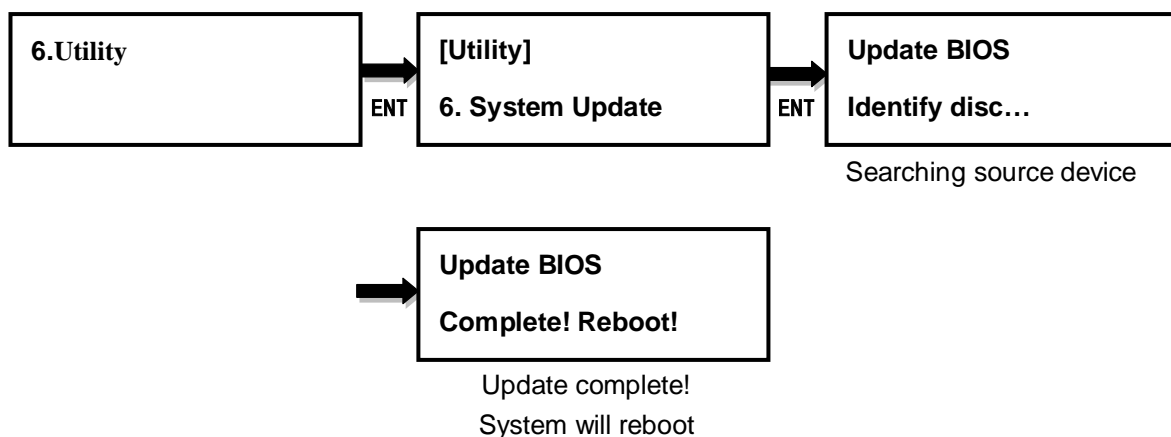 6.Utility
ENT
[Utility]
6. System Update
ENT
Update BIOS
Identify disc…
Searching source device
Update BIOS
Complete! Reboot!
Update complete!
System will reboot